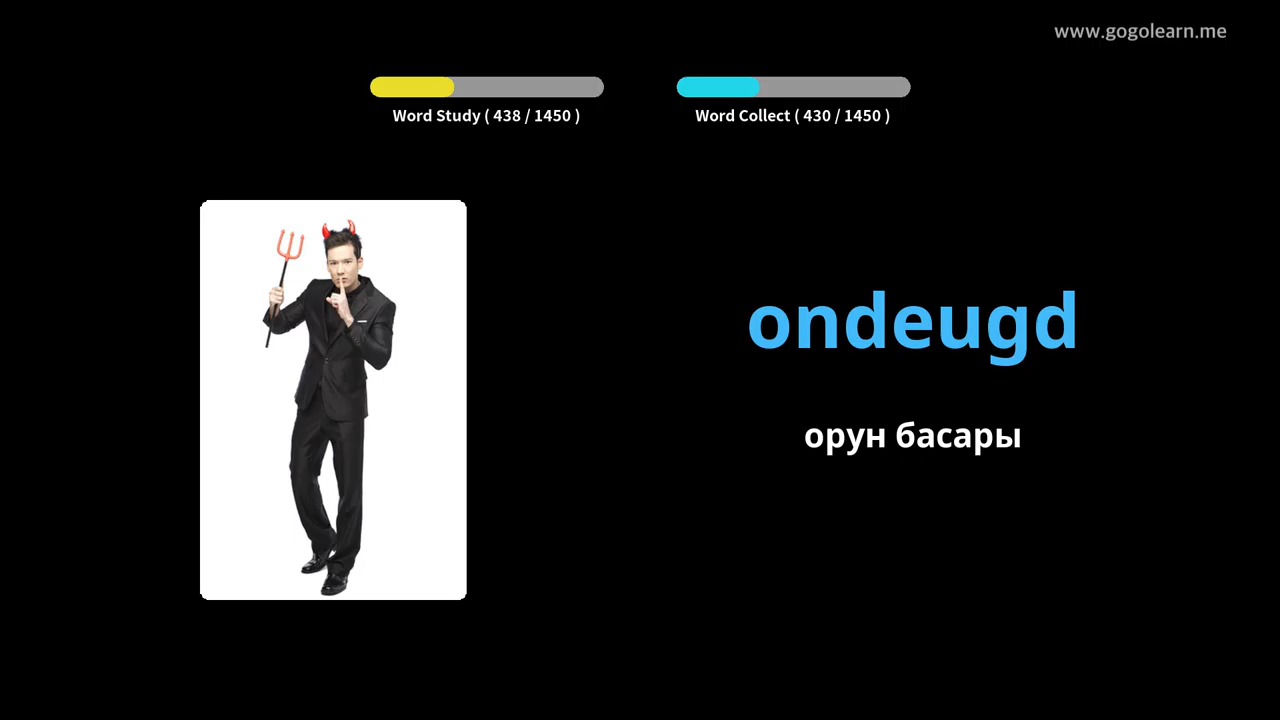 www.gogolearn.me
Word Study ( 438 / 1450 )
Word Collect ( 430 / 1450 )
ondeugd
орун басары